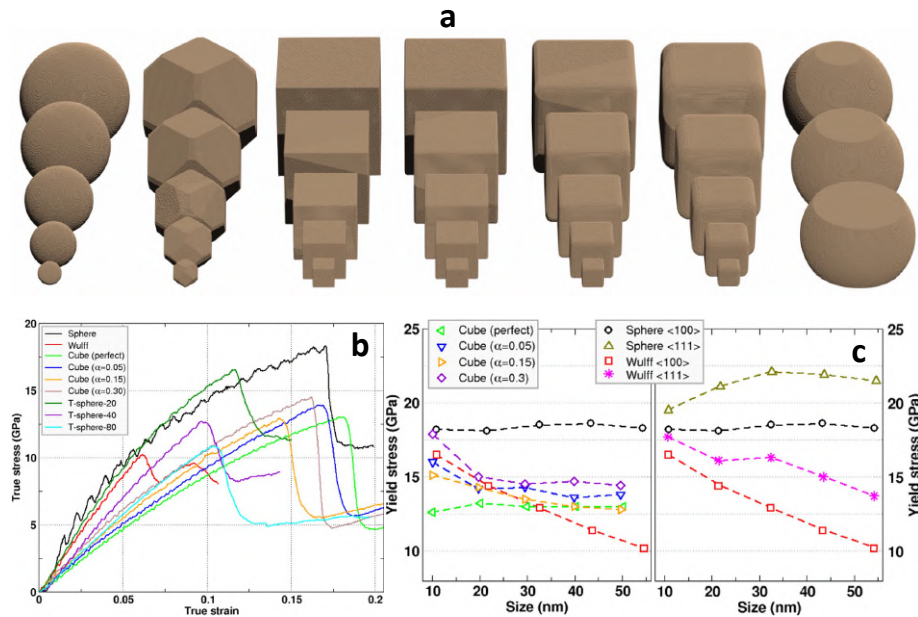 a
b
Sphere
Wulff
Cube (perfect)
Cube (α=0.05)
Cube (α=0.15)
Cube (α=0.30)
T-sphere-20
T-sphere-40
T-sphere-80
20
15
10
5
0
0
0.05
0.1
0.15
0.2
True stress (GPa)
True strain
c
Cube (perfect)
Cube (α=0.05)
Cube (α=0.15)
Cube (α=0.3)
Sphere <100>
Sphere <111>
Wulff <100>
Wulff <111>
25
20
15
10
Yield stress (GPa)
10 20 30 40 50
Size (nm)
10 20 30 40 50
Size (nm)
25
20
15
10
Yield stress (GPa)